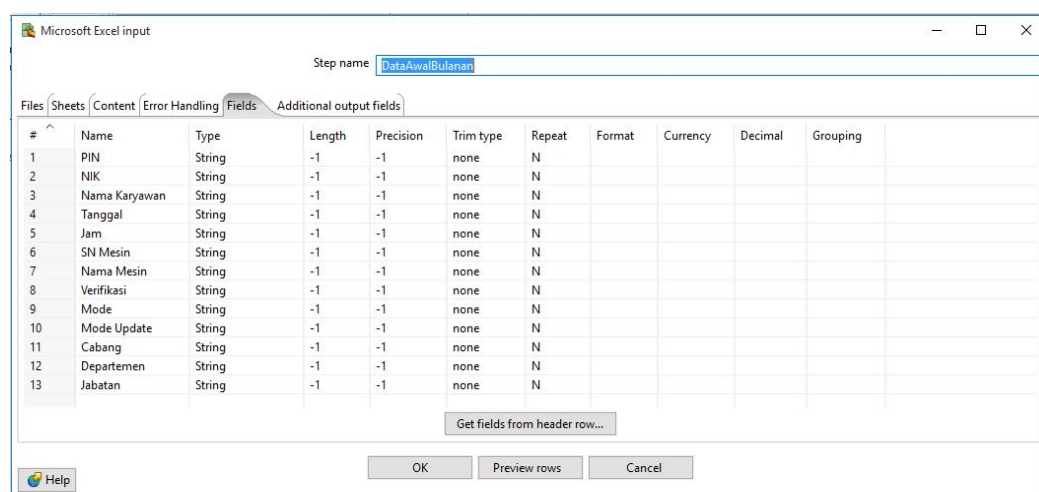 Microsoft Excel input
Step name DataAwalBulanan
Files Sheets Content Error Handling Fields Additional output fields
# Name Type Length Precision Trim type Repeat Format Currency Decimal Grouping
1 PIN String -1 -1 none N
2 NIK String -1 -1 none N
3 Nama Karyawan String -1 -1 none N
4 Tanggal String -1 -1 none N
5 Jam String -1 -1 none N
6 SN Mesin String -1 -1 none N
7 Nama Mesin String -1 -1 none N
8 Verifikasi String -1 -1 none N
9 Mode String -1 -1 none N
10 Mode Update String -1 -1 none N
11 Cabang String -1 -1 none N
12 Departemen String -1 -1 none N
13 Jabatan String -1 -1 none N
Get fields from header row...
OK Preview rows Cancel
Help